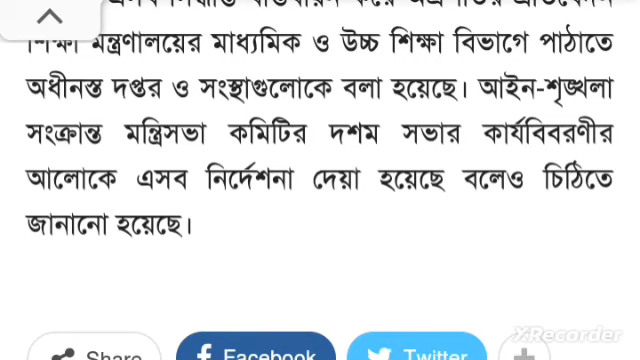 শিক্ষা মন্ত্রণালয়ের মাধ্যমিক ও উচ্চ শিক্ষা বিভাগে পাঠাতে
অধীনস্ত দপ্তর ও সংস্থাগুলোকে বলা হয়েছে। আইন-শৃঙ্খলা
সংক্রান্ত মন্ত্রিসভা কমিটির দশম সভার কার্যবিবরণীর
আলোকে এসব নির্দেশনা দেয়া হয়েছে বলেও চিঠিতে
জানানো হয়েছে।
Share Facebook Twitter
XRecorder